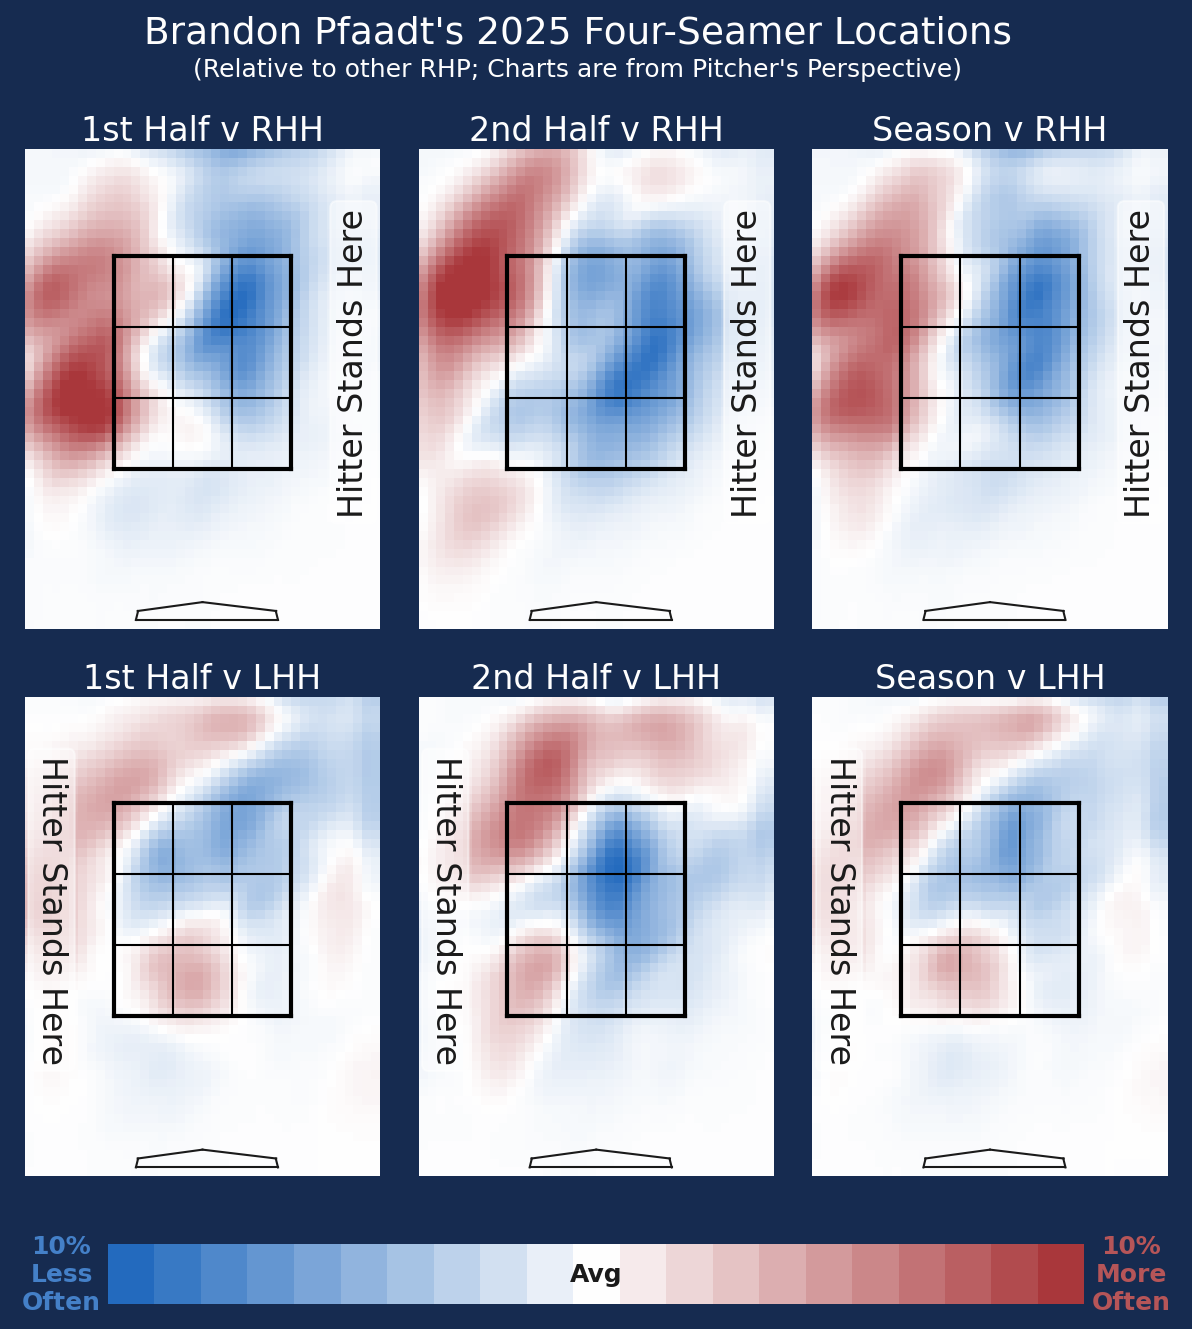 Brandon Pfaadt's 2025 Four-Seamer Locations
(Relative to other RHP; Charts are from Pitcher's Perspective)
1st Half v RHH
2nd Half v RHH
Season v RHH
Hitter Stands Here
Hitter Stands Here
Hitter Stands Here
1st Half v LHH
2nd Half v LHH
Season v LHH
Hitter Stands Here
Hitter Stands Here
Hitter Stands Here
10%
Less
Often
Avg
10%
More
Often